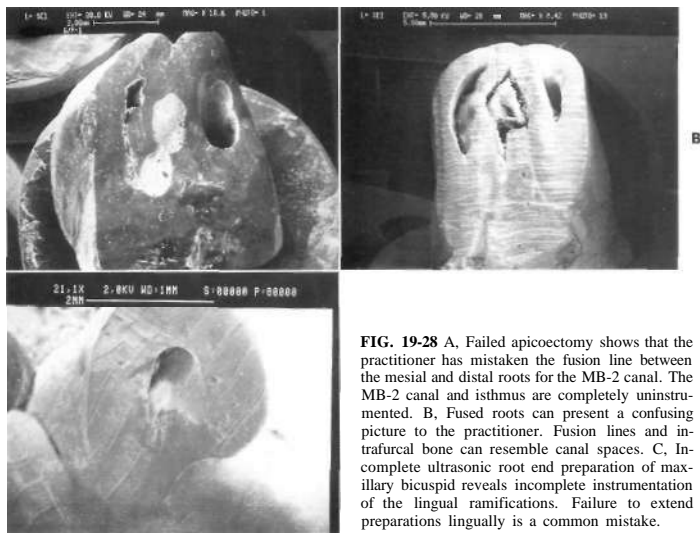 2.00mm
B
5.00mm
21.1X 2.0KV WD:1MM S:00000 P:00000
2MM
FIG. 19-28 A, Failed apicoectomy shows that the
practitioner has mistaken the fusion line between
the mesial and distal roots for the MB-2 canal. The
MB-2 canal and isthmus are completely uninstru-
mented. B, Fused roots can present a confusing
picture to the practitioner. Fusion lines and in-
trafurcal bone can resemble canal spaces. C, In-
complete ultrasonic root end preparation of max-
illary bicuspid reveals incomplete instrumentation
of the lingual ramifications. Failure to extend
preparations lingually is a common mistake.